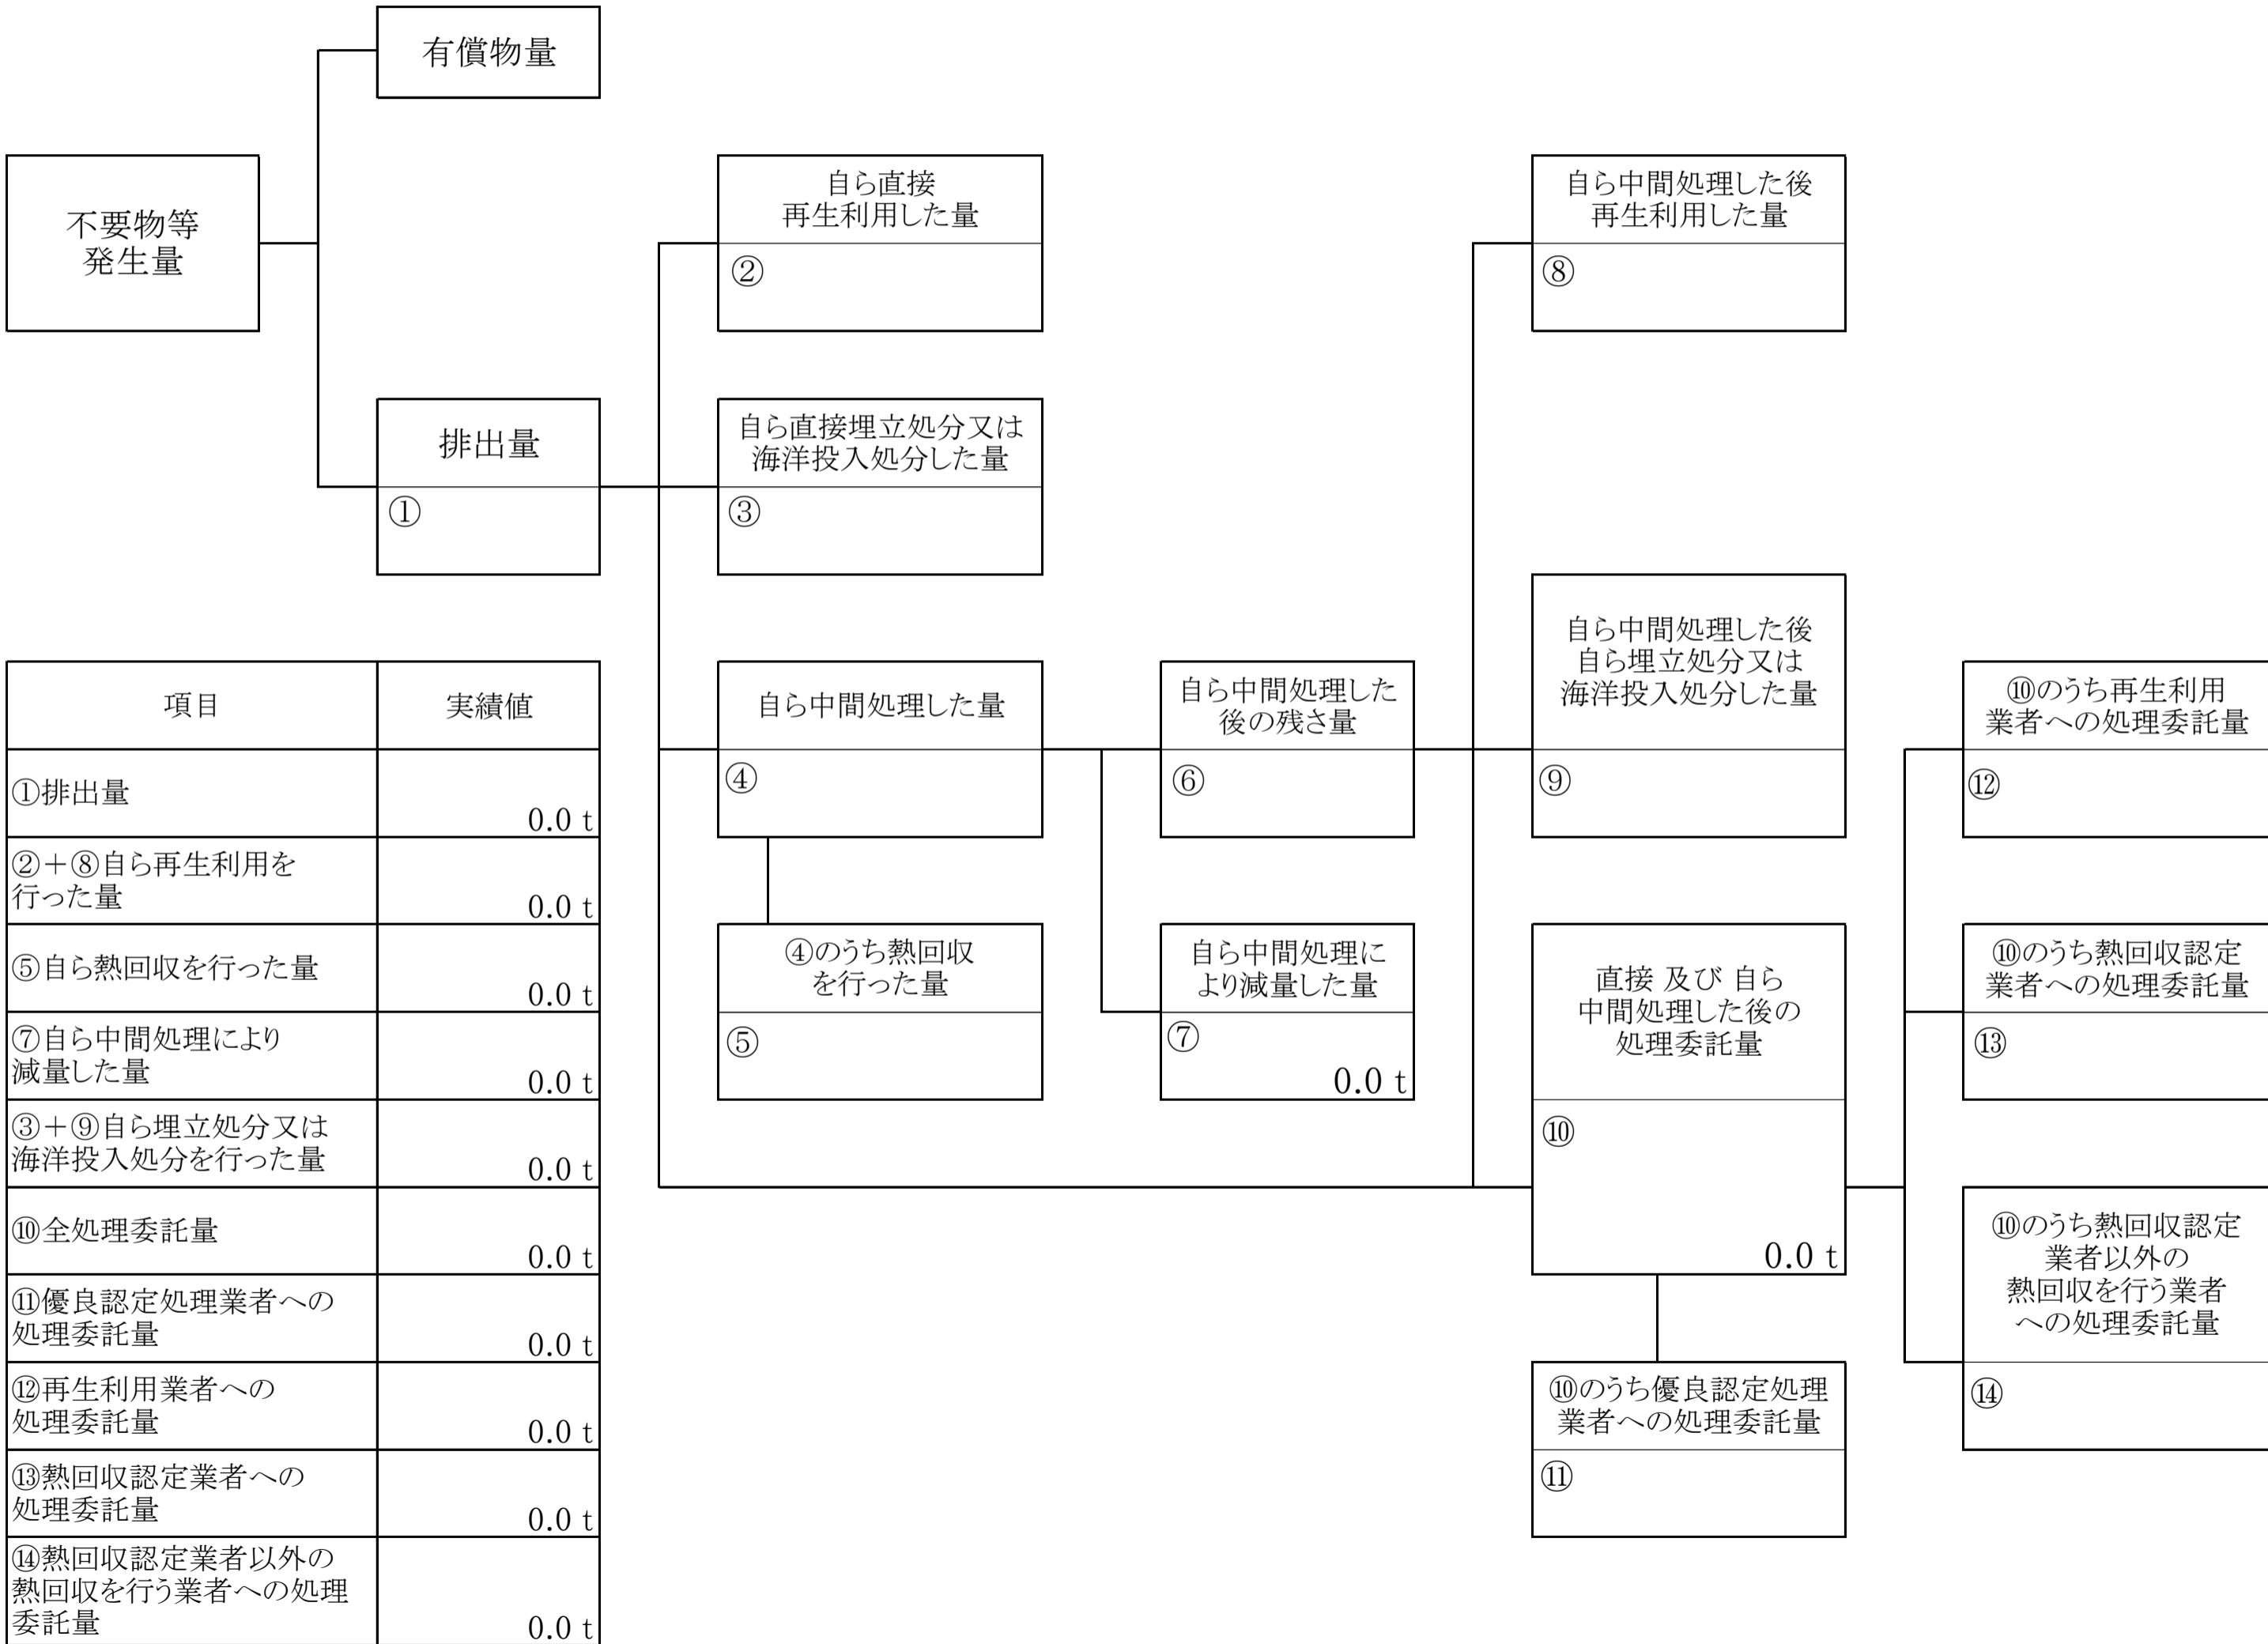 有償物量
不要物等
発生量
自ら直接
再生利用した量
②
自ら中間処理した後
再生利用した量
⑧
排出量
①
自ら直接埋立処分又は
海洋投入処分した量
③
自ら中間処理した量
④
自ら中間処理した
後の残さ量
⑥
自ら中間処理した後
自ら埋立処分又は
海洋投入処分した量
⑨
⑩のうち再生利用
業者への処理委託量
⑫
④のうち熱回収
を行った量
⑤
自ら中間処理に
より減量した量
⑦
0.0 t
直接 及び 自ら
中間処理した後の
処理委託量
⑩
0.0 t
⑩のうち熱回収認定
業者への処理委託量
⑬
⑩のうち熱回収認定
業者以外の
熱回収を行う業者
への処理委託量
⑭
⑩のうち優良認定処理
業者への処理委託量
⑪
項目 実績値
①排出量
0.0 t
②＋⑧自ら再生利用を
行った量
0.0 t
⑤自ら熱回収を行った量
0.0 t
⑦自ら中間処理により
減量した量
0.0 t
③＋⑨自ら埋立処分又は
海洋投入処分を行った量
0.0 t
⑩全処理委託量
0.0 t
⑪優良認定処理業者への
処理委託量
0.0 t
⑫再生利用業者への
処理委託量
0.0 t
⑬熱回収認定業者への
処理委託量
0.0 t
⑭熱回収認定業者以外の
熱回収を行う業者への処理
委託量
0.0 t